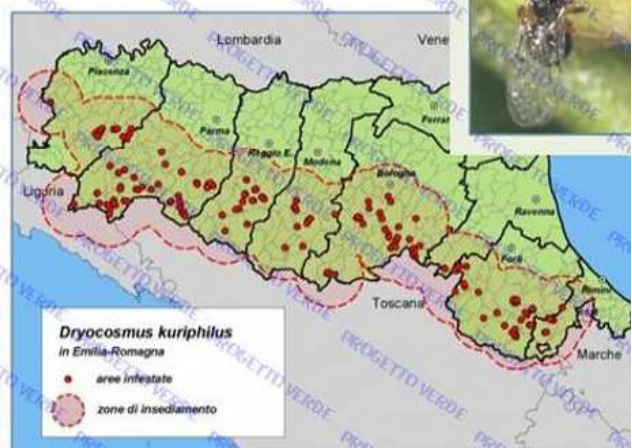 Lombardia
Vene
Piacenza
Parma
Reggio E.
Modena
Ferrar
Bologna
Ravenna
Liguria
Forlì
Rimini
Toscana
Marche
Dryocosmus kuriphilus
in Emilia-Romagna
aree infestate
zone di insediamento
PROGETTO VERDE